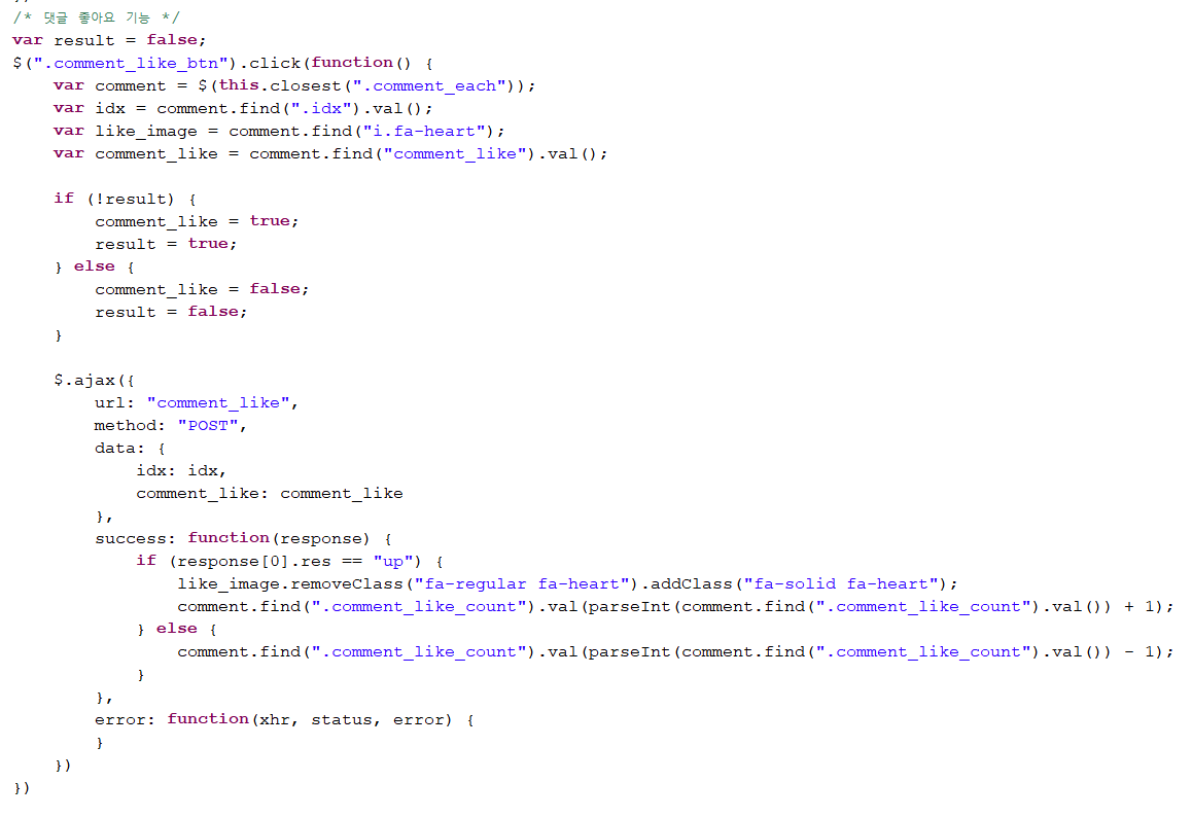 /* 댓글 좋아요 기능 */
var result = false;
$(".comment_like_btn").click(function() {
    var comment = $(this.closest(".comment_each"));
    var idx = comment.find(".idx").val();
    var like_image = comment.find("i.fa-heart");
    var comment_like = comment.find("comment_like").val();

    if (!result) {
        comment_like = true;
        result = true;
    } else {
        comment_like = false;
        result = false;
    }

    $.ajax({
        url: "comment_like",
        method: "POST",
        data: {
            idx: idx,
            comment_like: comment_like
        },
        success: function(response) {
            if (response[0].res == "up") {
                like_image.removeClass("fa-regular fa-heart").addClass("fa-solid fa-heart");
                comment.find(".comment_like_count").val(parseInt(comment.find(".comment_like_count").val()) + 1);
            } else {
                comment.find(".comment_like_count").val(parseInt(comment.find(".comment_like_count").val()) - 1);
            }
        },
        error: function(xhr, status, error) {
        }
    })
})